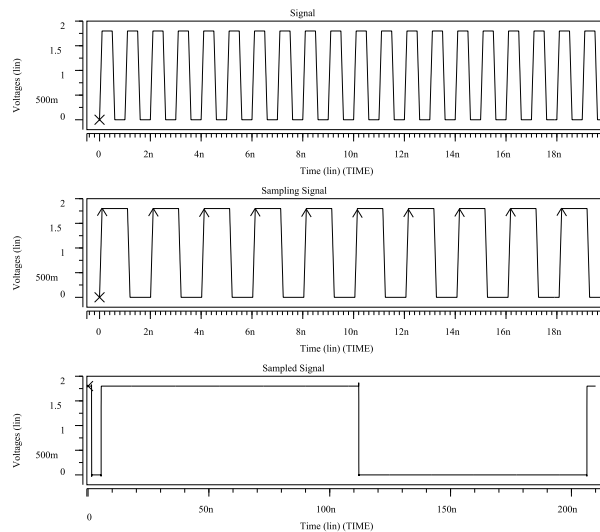 Signal
2
1.5
1
500m
0
Voltages (lin)
0 2n 4n 6n 8n 10n 12n 14n 16n 18n
Time (lin) (TIME)
Sampling Signal
2
1.5
1
500m
0
Voltages (lin)
0 2n 4n 6n 8n 10n 12n 14n 16n 18n
Time (lin) (TIME)
Sampled Signal
2
1.5
1
500m
0
Voltages (lin)
0 50n 100n 150n 200n
Time (lin) (TIME)